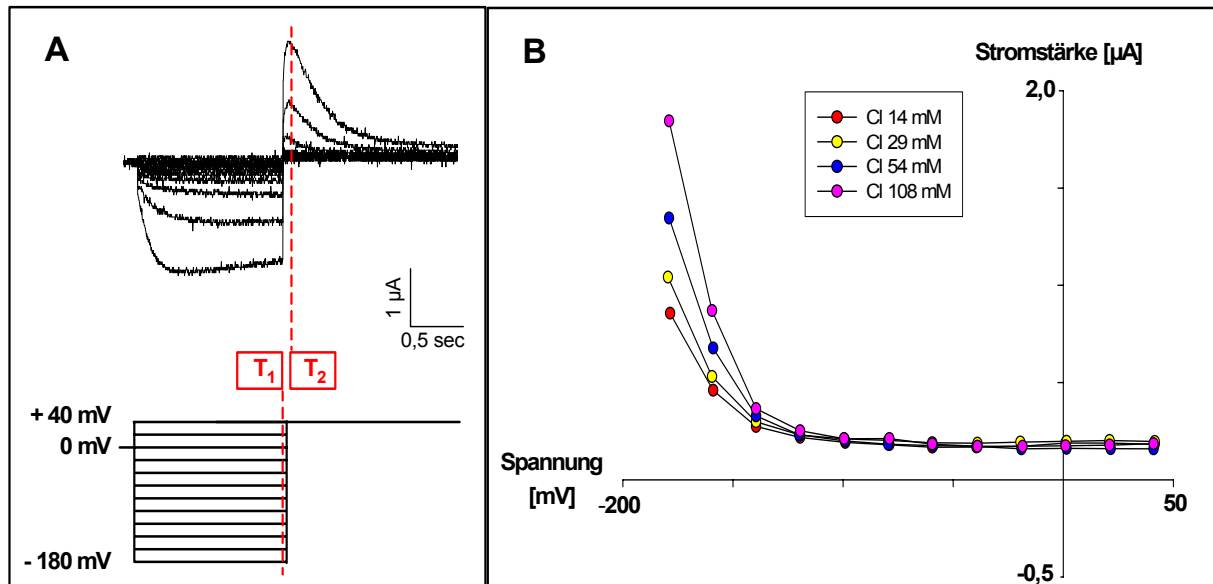 A
1 µA
0,5 sec
T1
T2
+ 40 mV
0 mV
- 180 mV
B
Stromstärke [µA]
2,0
Cl 14 mM
Cl 29 mM
Cl 54 mM
Cl 108 mM
Spannung
[mV]
-200
50
-0,5